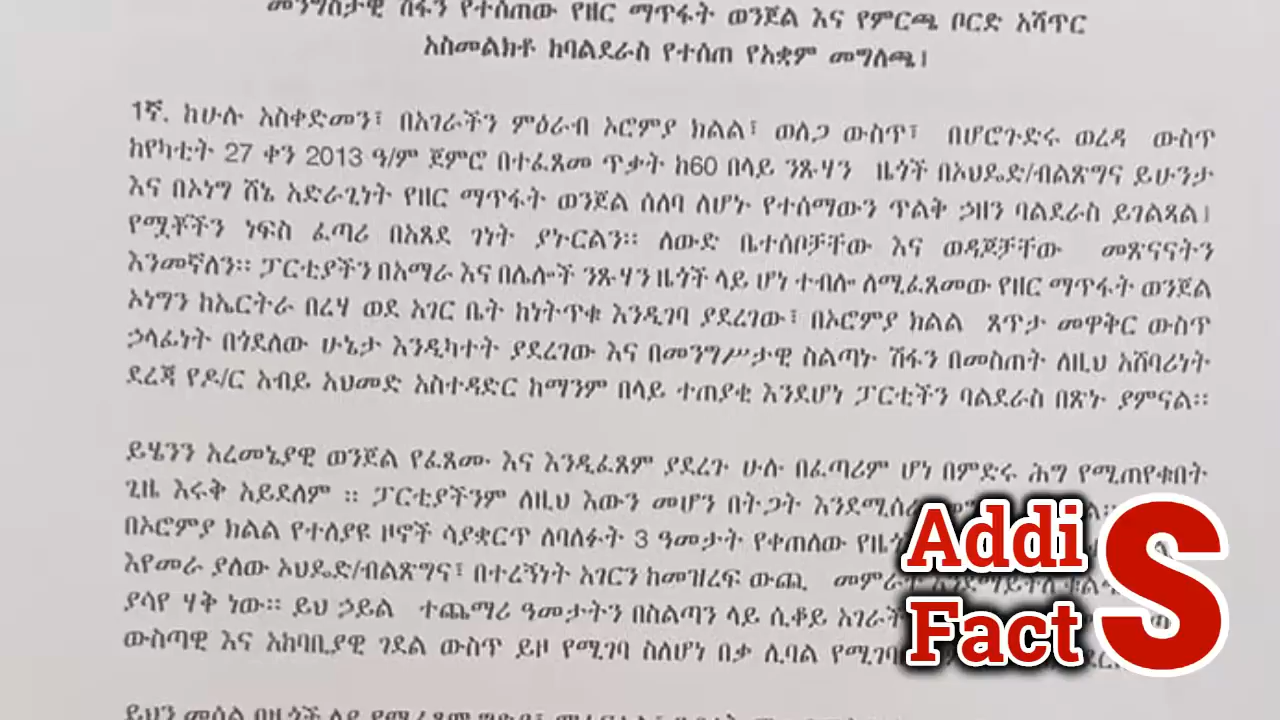 መንግስታዊ ሽፋን የተሰጠው የዘር ማጥፋት ወንጀል እና የምርጫ ቦርድ አሻጥር
አስመልክቶ ከባልደራስ የተሰጠ የአቋም መግለጫ፤
1ኛ. ከሁሉ አስቀድመን፣ በአገራችን ምዕራብ ኦሮምያ ክልል፣ ወለጋ ውስጥ፣ በሆሮጉድሩ ወረዳ ውስጥ
ከየካቲት 27 ቀን 2013 ዓ/ም ጀምሮ በተፈጸመ ጥቃት ከ60 በላይ ንጹሃን ዜጎች በኦህዴድ/ብልጽግና ይሁንታ
እና በኦነግ ሸኔ አድራጊነት የዘር ማጥፋት ወንጀል ሰለባ ለሆኑ የተሰማውን ጥልቅ ኃዘን ባልደራስ ይገልጻል፤
የሟቾችን ነፍስ ፈጣሪ በአጸደ ገነት ያኑርልን። ለውድ ቤተሰቦቻቸው እና ወዳጆቻቸው መጽናናትን
እንመኛለን። ፓርቲያችን በአማራ እና በሌሎች ንጹሃን ዜጎች ላይ ሆነ ተብሎ ለሚፈጸመው የዘር ማጥፋት ወንጀል
ኦነግን ከኤርትራ በረሃ ወደ አገር ቤት ከነትጥቁ እንዲገባ ያደረገው፣ በኦሮምያ ክልል ጸጥታ መዋቅር ውስጥ
ኃላፊነት በጎደለው ሁኔታ እንዲካተት ያደረገው እና በመንግሥታዊ ስልጣኑ ሽፋን በመስጠት ለዚህ አሸባሪነት
ደረጃ የዶ/ር አብይ አህመድ አስተዳድር ከማንም በላይ ተጠያቂ እንደሆነ ፓርቲችን ባልደራስ በጽኑ ያምናል።
ይሄንን አረመኔያዊ ወንጀል የፈጸሙ እና እንዲፈጸም ያደረጉ ሁሉ በፈጣሪም ሆነ በምድሩ ሕግ የሚጠየቁበት
ጊዜ እሩቅ አይደለም ። ፓርቲያችንም ለዚህ እውን መሆን በትጋት
በኦሮምያ ክልል የተለያዩ ዞኖች ሳያቋርጥ ለባለፉት 3 ዓመታት የቀጠለው
እየመራ ያለው ኦህዴድ/ብልጽግና፣ በተረኝነት አገርን ከመዝረፍ ውጪ
ያሳየ ሃቅ ነው። ይህ ኃይል ተጨማሪ ዓመታትን በስልጣን ላይ ሲቆይ
ውስጣዊ እና አከባቢያዊ ገደል ውስጥ ይዞ የሚገባ ስለሆነ በቃ ሊባል
Addi
Fact
S